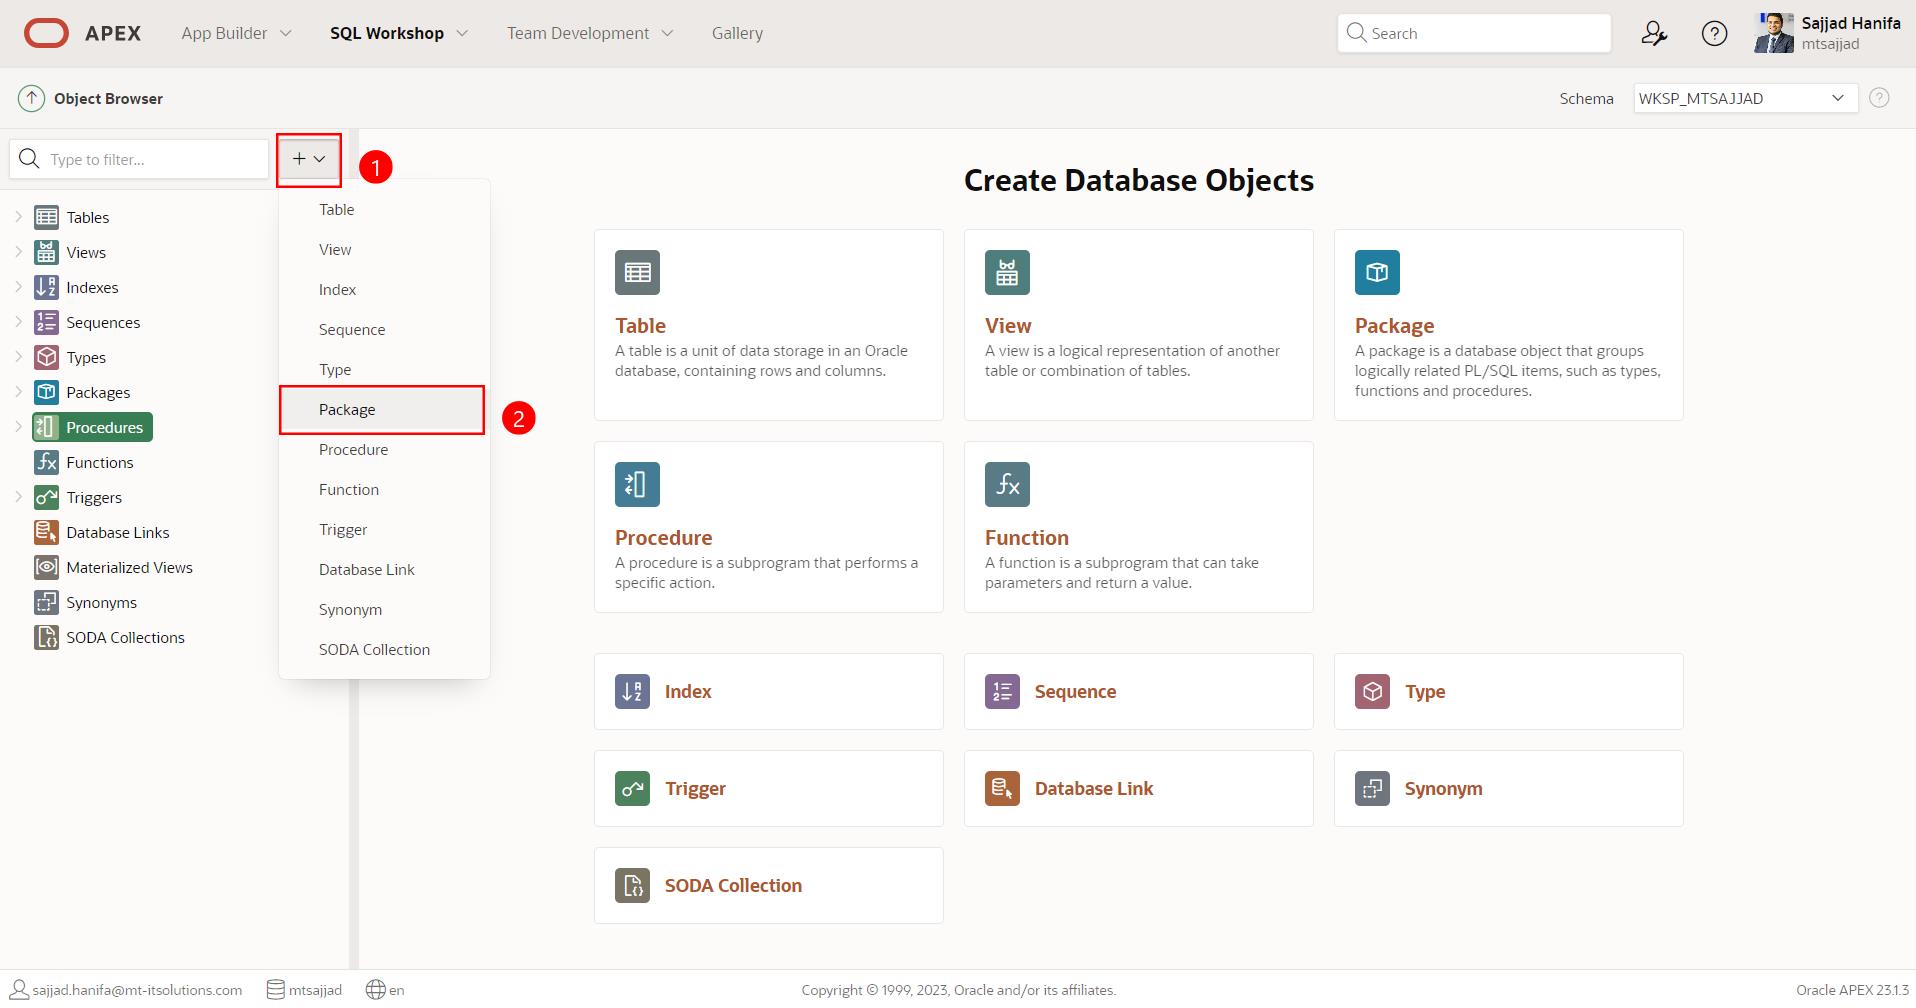 APEX
App Builder
SQL Workshop
Team Development
Gallery
Search
Sajjad Hanifa
mtsajjad
Object Browser
Schema
WKSP_MTSAJJAD
Type to filter...
1
Tables
Views
Indexes
Sequences
Types
Packages
Procedures
Functions
Triggers
Database Links
Materialized Views
Synonyms
SODA Collections
Table
View
Index
Sequence
Type
Package
2
Procedure
Function
Trigger
Database Link
Synonym
SODA Collection
Create Database Objects
Table
A table is a unit of data storage in an Oracle
database, containing rows and columns.
View
A view is a logical representation of another
table or combination of tables.
Package
A package is a database object that groups
logically related PL/SQL items, such as types,
functions and procedures.
Procedure
A procedure is a subprogram that performs a
specific action.
Function
A function is a subprogram that can take
parameters and return a value.
Index
Sequence
Type
Trigger
Database Link
Synonym
SODA Collection
sajjad.hanifa@mt-itsolutions.com
mtsajjad
en
Copyright © 1999, 2023, Oracle and/or its affiliates.
Oracle APEX 23.1.3